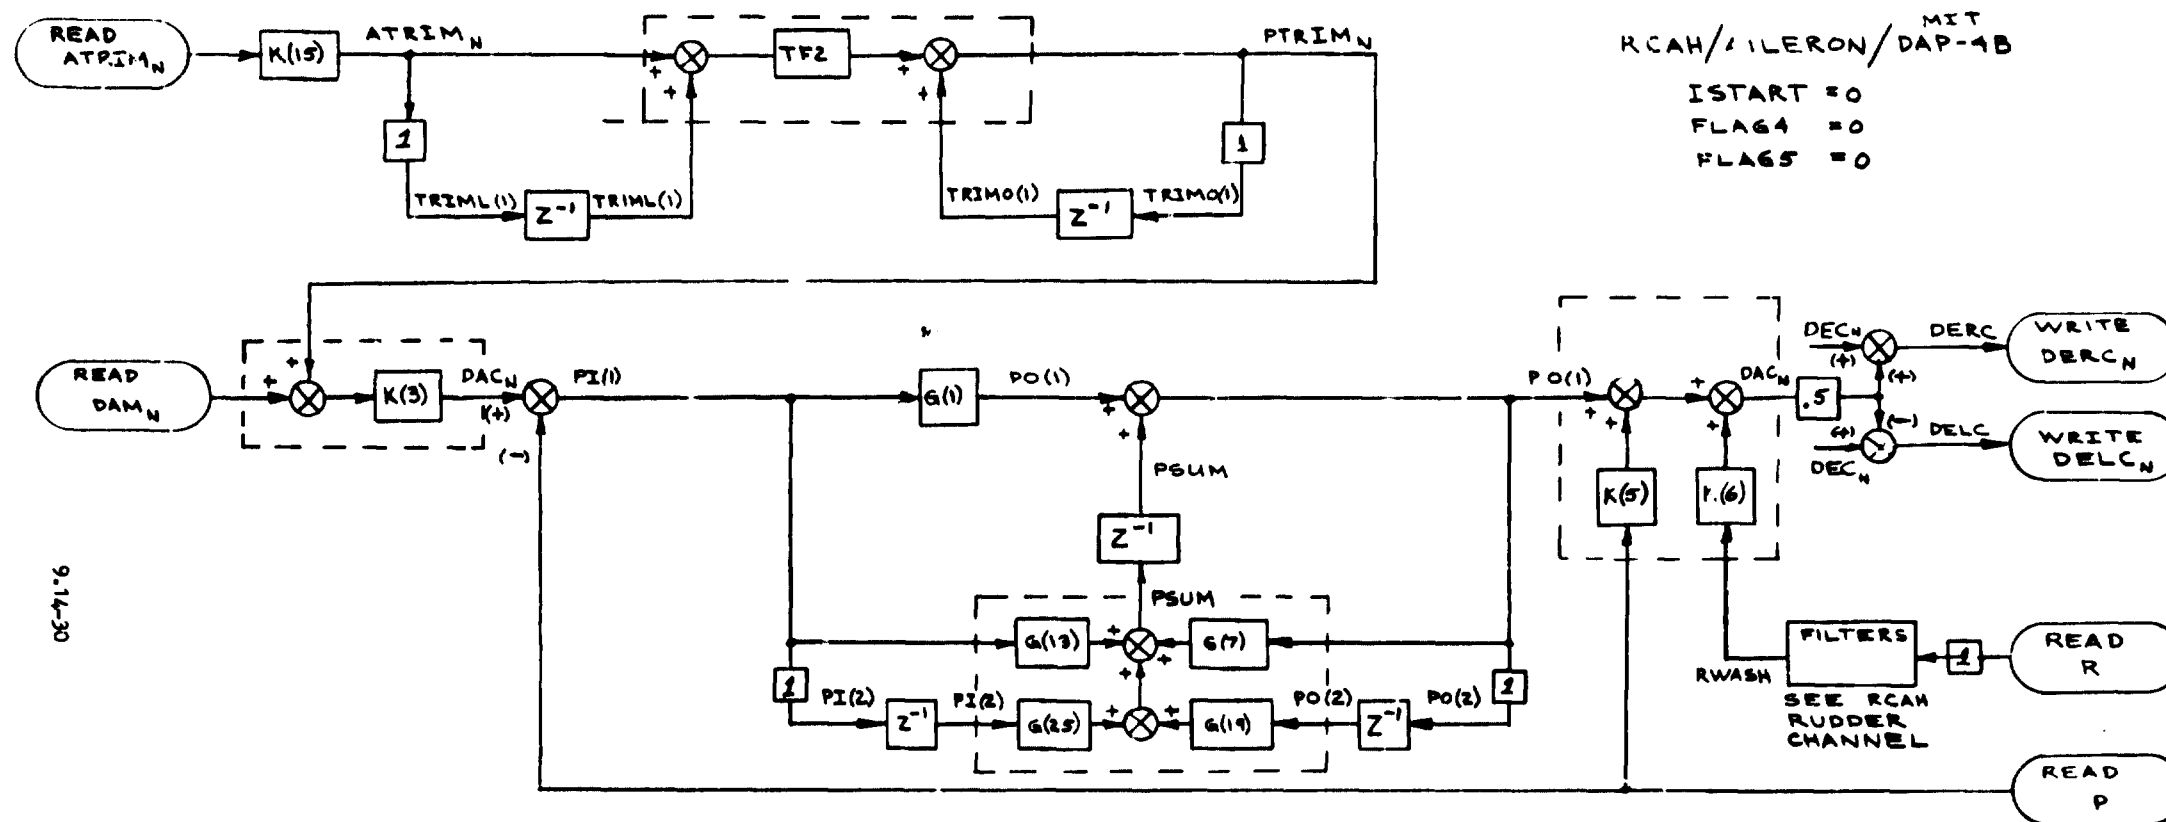 READ
ATRIM_N
K(15)
ATRIM_N
+
+
TF2
+
+
PTRIM_N
MIT
RCAH/AILERON/DAP-4B
ISTART = 0
FLAG4 = 0
FLAG5 = 0
1
1
TRIML(1)
Z⁻¹
TRIML(1)
TRIMO(1)
Z⁻¹
TRIMO(1)
READ
DAM_N
+
+
K(3)
DAC_N
(+)
(-)
PI(1)
G(1)
PO(1)
+
+
PSUM
Z⁻¹
PSUM
PO(1)
+
+
+
+
DAC_N
.5
DEC_N
(+)
(+)
DERC
WRITE
DERC_N
(+)
(-)
DEC_N
DELC
WRITE
DELC_N
K(5)
K(6)
G(13)
+
+
+
G(7)
1
PI(2)
Z⁻¹
PI(2)
G(25)
+
+
G(19)
PO(2)
Z⁻¹
PO(2)
1
RWASH
FILTERS
1
READ
R
SEE RCAH
RUDDER
CHANNEL
READ
P
9.14-30